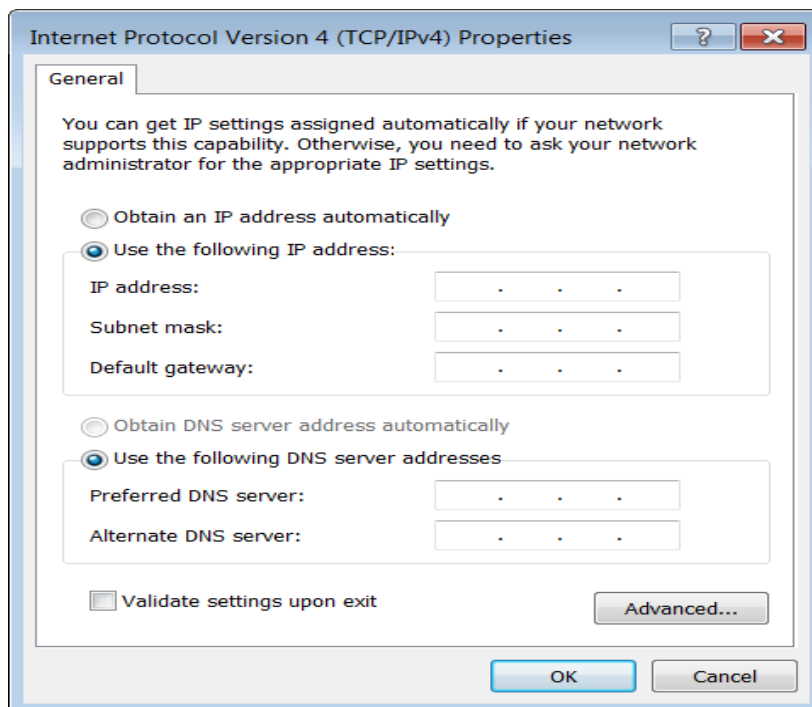 Internet Protocol Version 4 (TCP/IPv4) Properties
?
X
General
You can get IP settings assigned automatically if your network
supports this capability. Otherwise, you need to ask your network
administrator for the appropriate IP settings.
Obtain an IP address automatically
Use the following IP address:
IP address: . . .
Subnet mask: . . .
Default gateway: . . .
Obtain DNS server address automatically
Use the following DNS server addresses
Preferred DNS server: . . .
Alternate DNS server: . . .
Validate settings upon exit
Advanced...
OK Cancel